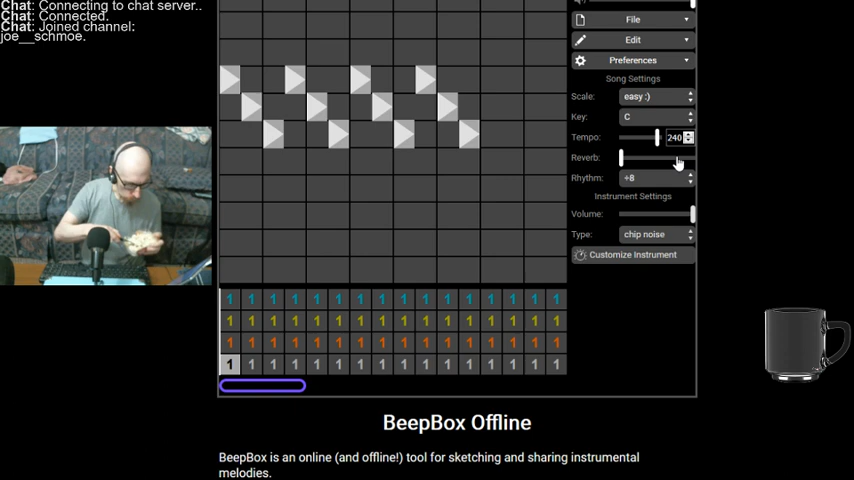 Chat: Connecting to chat server..
Chat: Connected.
Chat: Joined channel:
joe__schmoe.
File
Edit
Preferences
Song Settings
Scale: easy :)
Key: C
Tempo: 240
Reverb:
Rhythm: ÷8
Instrument Settings
Volume:
Type: chip noise
Customize Instrument
1 1 1 1 1 1 1 1 1 1 1 1 1 1 1 1
1 1 1 1 1 1 1 1 1 1 1 1 1 1 1 1
1 1 1 1 1 1 1 1 1 1 1 1 1 1 1 1
1 1 1 1 1 1 1 1 1 1 1 1 1 1 1 1
BeepBox Offline
BeepBox is an online (and offline!) tool for sketching and sharing instrumental
melodies.